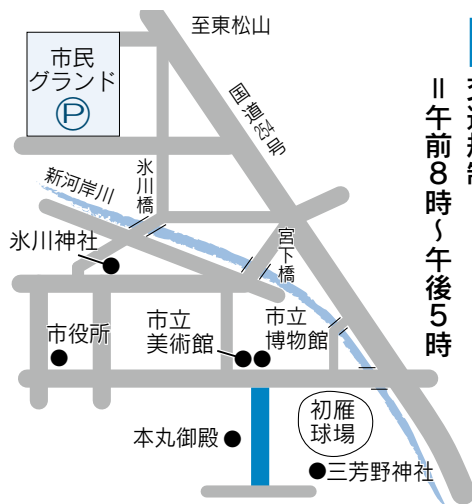 至東松山
市民
グランド
Ⓟ
国道254号
＝午前8時～午後5時
新河岸川
氷川橋
宮下橋
氷川神社
市役所
市立
美術館
市立
博物館
初雁
球場
本丸御殿
三芳野神社